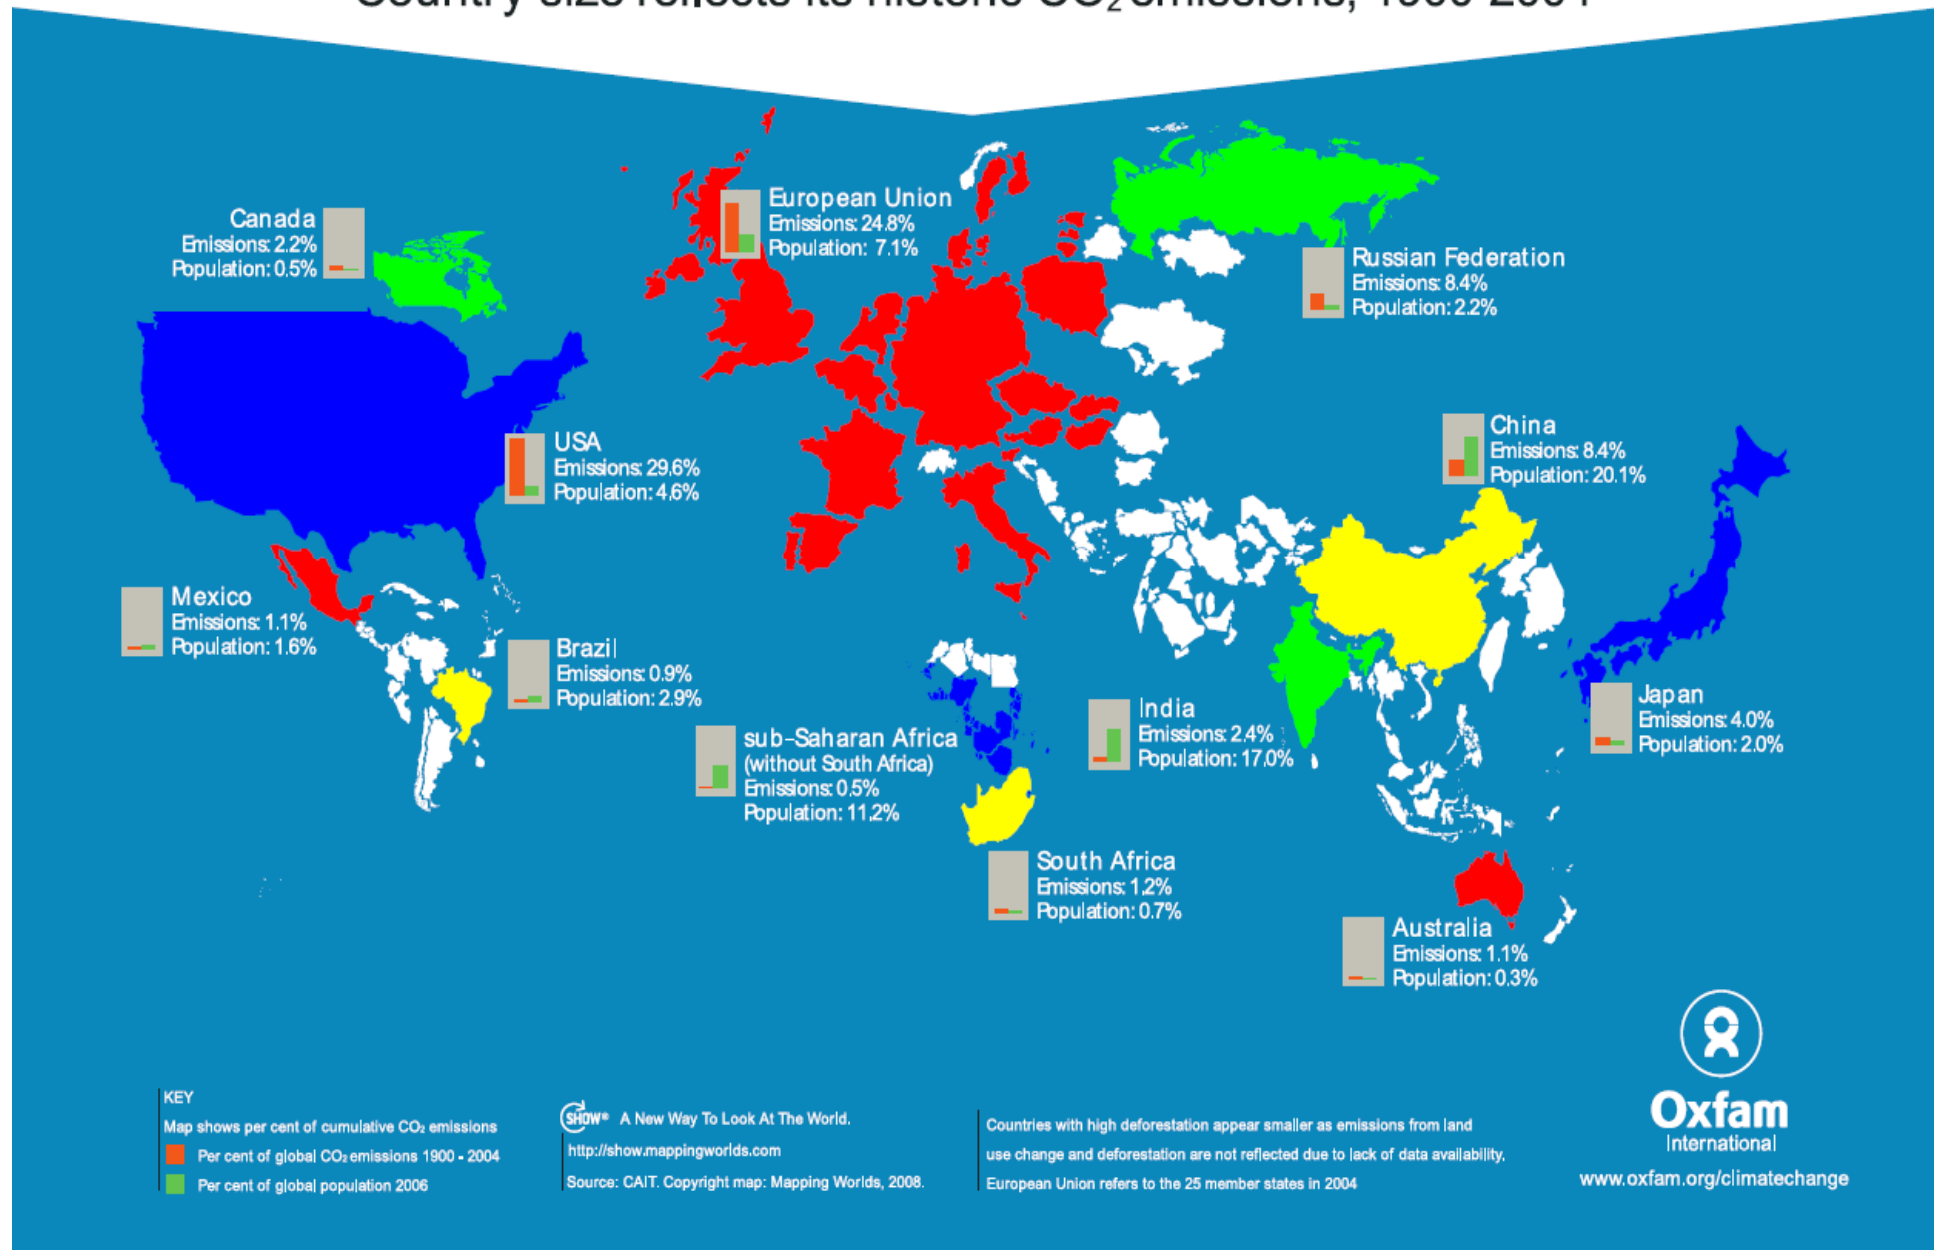 Country size reflects its historic CO₂ emissions, 1900-2004
Canada
Emissions: 2.2%
Population: 0.5%
European Union
Emissions: 24.8%
Population: 7.1%
Russian Federation
Emissions: 8.4%
Population: 2.2%
USA
Emissions: 29.6%
Population: 4.6%
China
Emissions: 8.4%
Population: 20.1%
Mexico
Emissions: 1.1%
Population: 1.6%
Brazil
Emissions: 0.9%
Population: 2.9%
sub-Saharan Africa
(without South Africa)
Emissions: 0.5%
Population: 11.2%
India
Emissions: 2.4%
Population: 17.0%
Japan
Emissions: 4.0%
Population: 2.0%
South Africa
Emissions: 1.2%
Population: 0.7%
Australia
Emissions: 1.1%
Population: 0.3%
KEY
Map shows per cent of cumulative CO₂ emissions
Per cent of global CO₂ emissions 1900 - 2004
Per cent of global population 2006
SHOW® A New Way To Look At The World.
http://show.mappingworlds.com
Source: CAIT. Copyright map: Mapping Worlds, 2008.
Countries with high deforestation appear smaller as emissions from land
use change and deforestation are not reflected due to lack of data availability.
European Union refers to the 25 member states in 2004
Oxfam
International
www.oxfam.org/climatechange